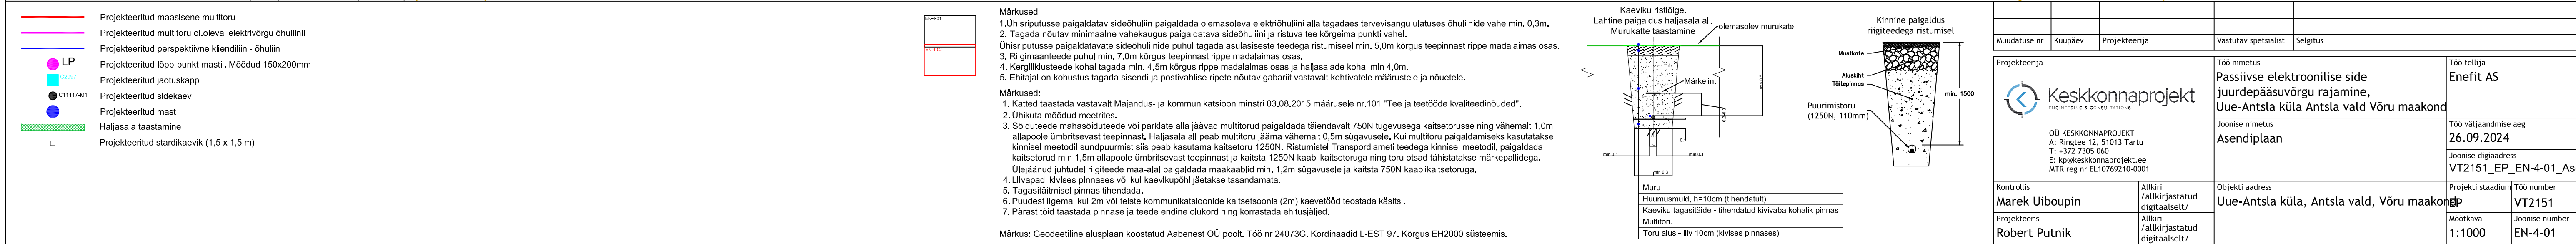 Projekteeritud maasisene multitoru
Projekteeritud multitoru ol,oleval elektrivõrgu õhuliinil
Projekteeritud perspektiivne kliendiliin - õhuliin
LP
Projekteeritud lõpp-punkt mastil. Mõõdud 150x200mm
Projekteeritud jaotuskapp
C11117-M1
Projekteeritud sidekaev
Projekteeritud mast
Haljasala taastamine
Projekteeritud stardikaevik (1,5 x 1,5 m)
EN-4-01
EN-4-02
Märkused
1.Ühisriputusse paigaldatav sideõhuliin paigaldada olemasoleva elektriõhuliini alla tagadaes tervevisangu ulatuses õhuliinide vahe min. 0,3m.
2. Tagada nõutav minimaalne vahekaugus paigaldatava sideõhuliini ja ristuva tee kõrgeima punkti vahel.
Ühisriputusse paigaldatavate sideõhuliinide puhul tagada asulasiseste teedega ristumisel min. 5,0m kõrgus teepinnast rippe madalaimas osas.
3. Riigimaanteede puhul min. 7,0m kõrgus teepinnast rippe madalaimas osas.
4. Kergliiklusteede kohal tagada min. 4,5m kõrgus rippe madalaimas osas ja haljasalade kohal min 4,0m.
5. Ehitajal on kohustus tagada sisendi ja postivahlise ripete nõutav gabariit vastavalt kehtivatele määrustele ja nõuetele.
Märkused:
1. Katted taastada vastavalt Majandus- ja kommunikatsiooniminstri 03.08.2015 määrusele nr.101 "Tee ja teetööde kvaliteedinõuded".
2. Ühikuta mõõdud meetrites.
3. Sõiduteede mahasõiduteede või parklate alla jäävad multitorud paigaldada täiendavalt 750N tugevusega kaitsetorusse ning vähemalt 1,0m
allapoole ümbritsevast teepinnast. Haljasala all peab multitoru jääma vähemalt 0,5m sügavusele. Kui multitoru paigaldamiseks kasutatakse
kinnisel meetodil sundpuurmist siis peab kasutama kaitsetoru 1250N. Ristumistel Transpordiameti teedega kinnisel meetodil, paigaldada
kaitsetorud min 1,5m allapoole ümbritsevast teepinnast ja kaitsta 1250N kaablikaitsetoruga ning toru otsad tähistatakse märkepallidega.
Ülejäänud juhtudel riigiteede maa-alal paigaldada maakaablid min. 1,2m sügavusele ja kaitsta 750N kaablikaitsetoruga.
4. Liivapadi kivises pinnases või kui kaevikupõhi jäetakse tasandamata.
5. Tagasitäitmisel pinnas tihendada.
6. Puudest ligemal kui 2m või teiste kommunikatsioonide kaitsetsoonis (2m) kaevetööd teostada käsitsi.
7. Pärast töid taastada pinnase ja teede endine olukord ning korrastada ehitusjäljed.
Märkus: Geodeetiline alusplaan koostatud Aabenest OÜ poolt. Töö nr 24073G. Kordinaadid L-EST 97. Kõrgus EH2000 süsteemis.
Kaeviku ristlõige.
Lahtine paigaldus haljasala all.
Murukatte taastamine
olemasolev murukate
Märkelint
min 0,1
min 0,1
min 0,3
Muru
Huumusmuld, h=10cm (tihendatult)
Kaeviku tagasitäide - tihendatud kivivaba kohalik pinnas
Multitoru
Toru alus - liiv 10cm (kivises pinnases)
Kinnine paigaldus
riigiteedega ristumisel
Mustkate
Aluskiht
Täitepinnas
min. 1500
Puurimistoru
(1250N, 110mm)
Muudatuse nr
Kuupäev
Projekteerija
Vastutav spetsialist
Selgitus
Projekteerija
Keskkonnaprojekt
ENGINEERING & CONSULTATIONS
OÜ KESKKONNAPROJEKT
A: Ringtee 12, 51013 Tartu
T: +372 7305 060
E: kp@keskkonnaprojekt.ee
MTR reg nr EL10769210-0001
Töö nimetus
Passiivse elektroonilise side
juurdepääsuvõrgu rajamine,
Uue-Antsla küla Antsla vald Võru maakond
Töö tellija
Enefit AS
Joonise nimetus
Asendiplaan
Töö väljaandmise aeg
26.09.2024
Joonise digiaadress
VT2151_EP_EN-4-01_As
Kontrollis
Marek Uiboupin
Allkiri
/allkirjastatud
digitaalselt/
Objekti aadress
Uue-Antsla küla, Antsla vald, Võru maakond
Projekti staadium
EP
Töö number
VT2151
Projekteeris
Robert Putnik
Allkiri
/allkirjastatud
digitaalselt/
Mõõtkava
1:1000
Joonise number
EN-4-01